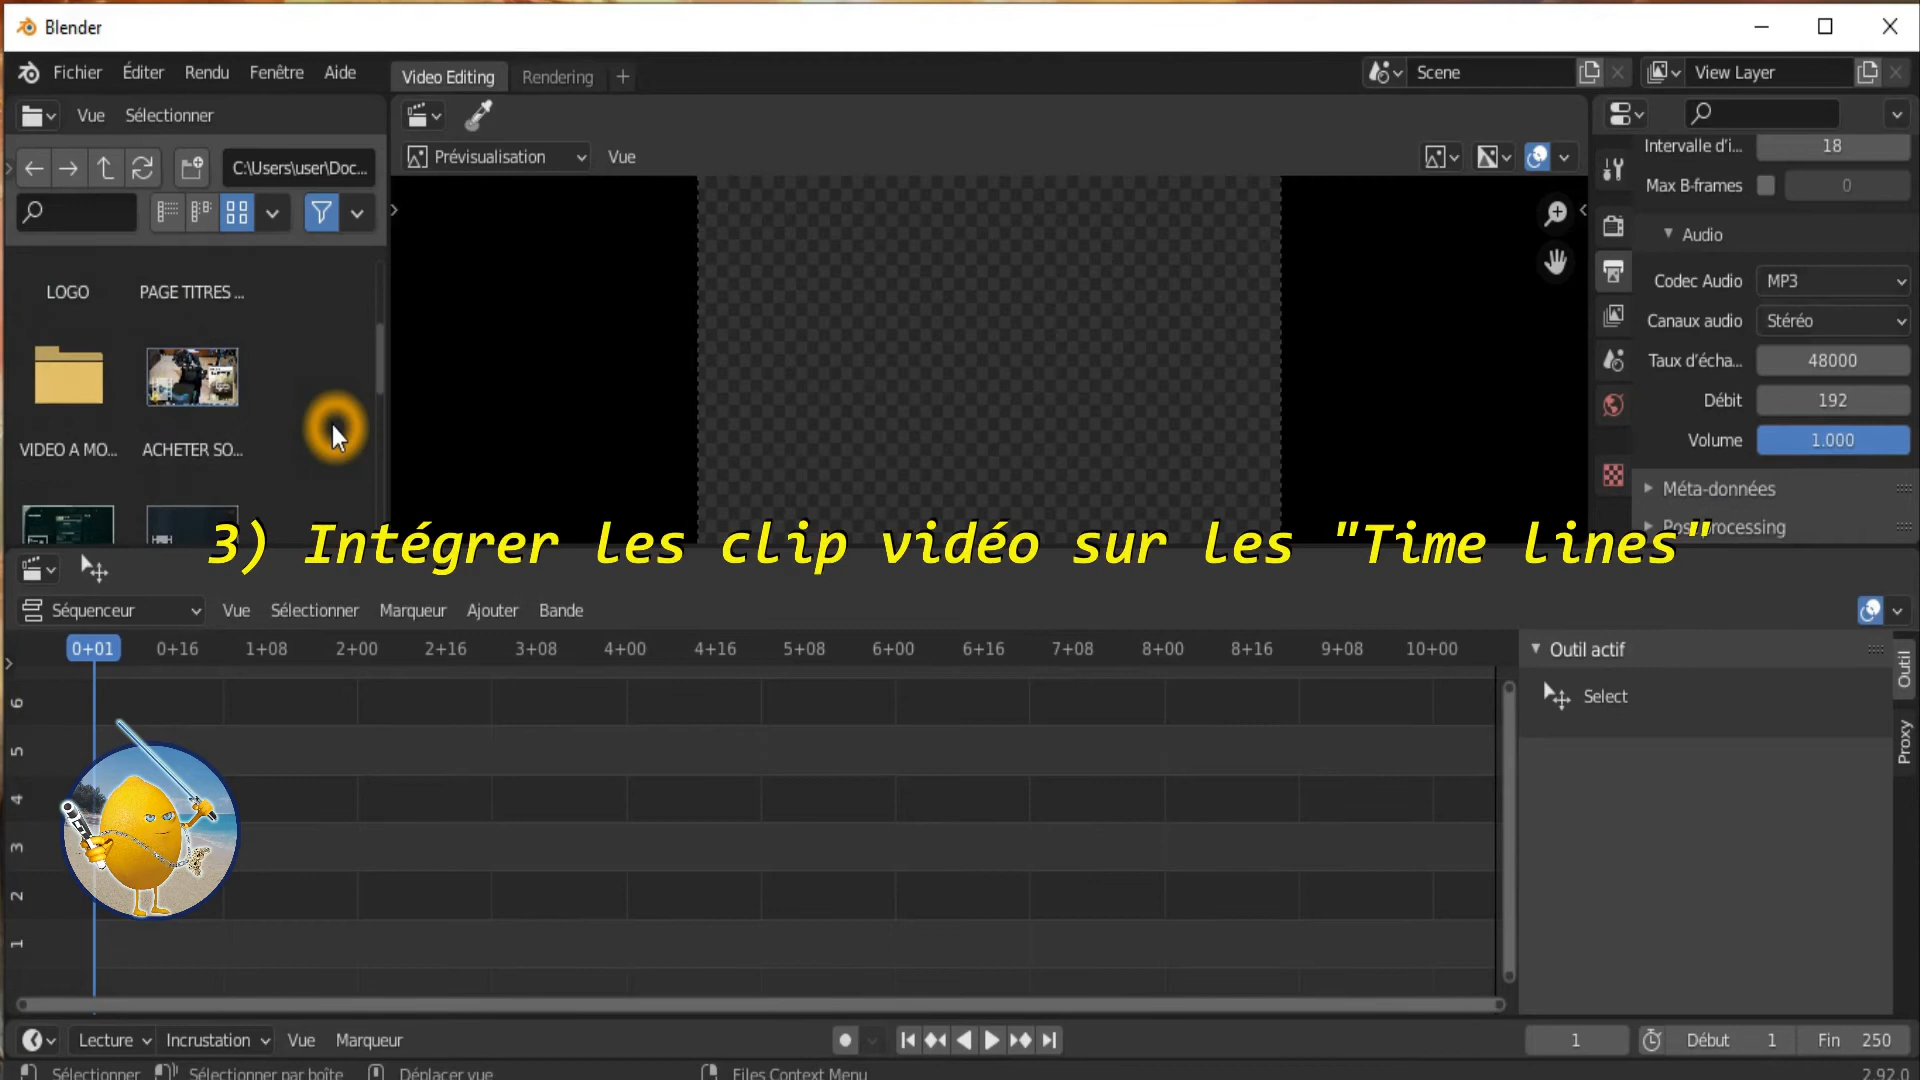 Blender
Fichier Éditer Rendu Fenêtre Aide
Video Editing Rendering +
Scene
View Layer
Vue Sélectionner
C:\Users\user\Doc...
Prévisualisation Vue
LOGO PAGE TITRES ...
VIDEO A MO... ACHETER SO...
Intervalle d'i... 18
Max B-frames 0
Audio
Codec Audio MP3
Canaux audio Stéréo
Taux d'écha... 48000
Débit 192
Volume 1.000
Méta-données
3) Intégrer les clip vidéo sur les "Time lines"
Séquenceur Vue Sélectionner Marqueur Ajouter Bande
0+01 0+16 1+08 2+00 2+16 3+08 4+00 4+16 5+08 6+00 6+16 7+08 8+00 8+16 9+08 10+00
6
5
4
3
2
1
Outil actif
Select
Outil
Proxy
Lecture Incrustation Vue Marqueur
1 Début 1 Fin 250
Sélectionner Sélectionner par boîte Déplacer vue Files Context Menu 2.92.0